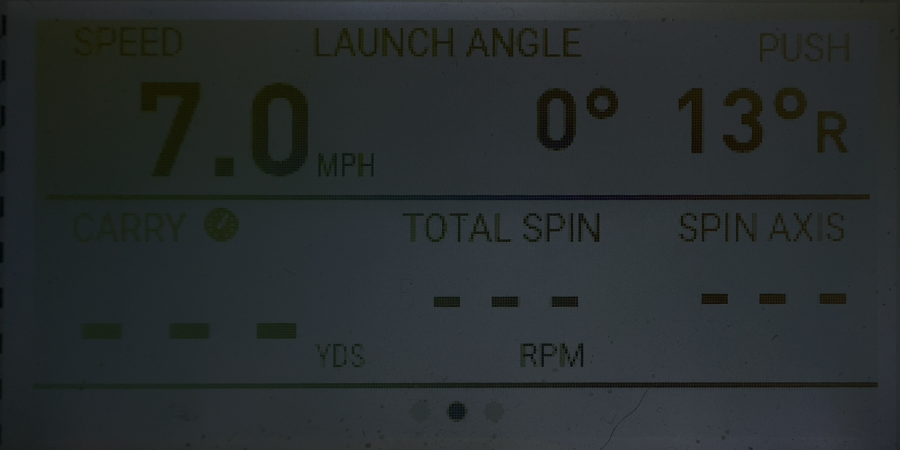 SPEED LAUNCH ANGLE PUSH
7.0 MPH 0° 13° R
CARRY TOTAL SPIN SPIN AXIS
--- --- ---
YDS RPM